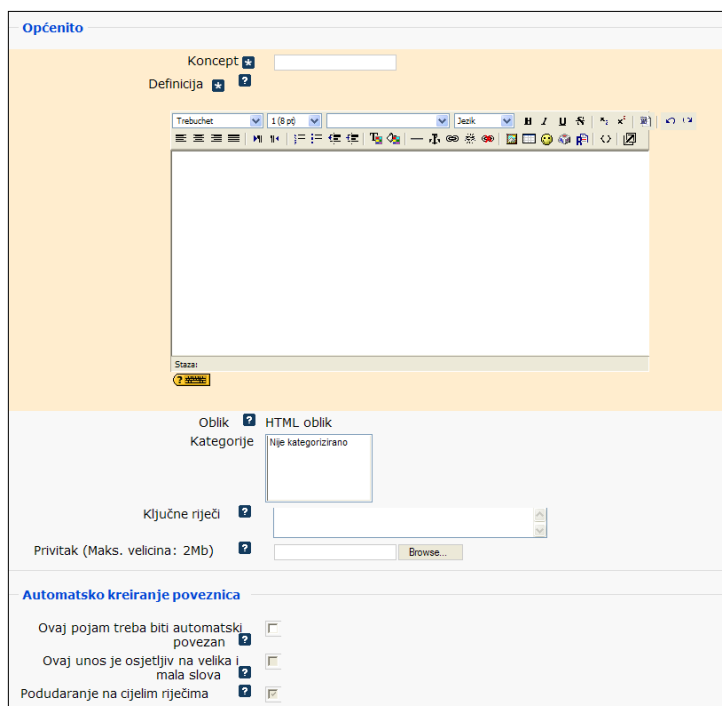 Općenito
Koncept
Definicija ?
Trebuchet 1 (8 pt) Jezik B I U S
Staza:
?
Oblik ? HTML oblik
Kategorije Nije kategorizirano
Ključne riječi ?
Privitak (Maks. velicina: 2Mb) ? Browse...
Automatsko kreiranje poveznica
Ovaj pojam treba biti automatski
povezan ?
Ovaj unos je osjetljiv na velika i
mala slova ?
Podudaranje na cijelim riječima ?